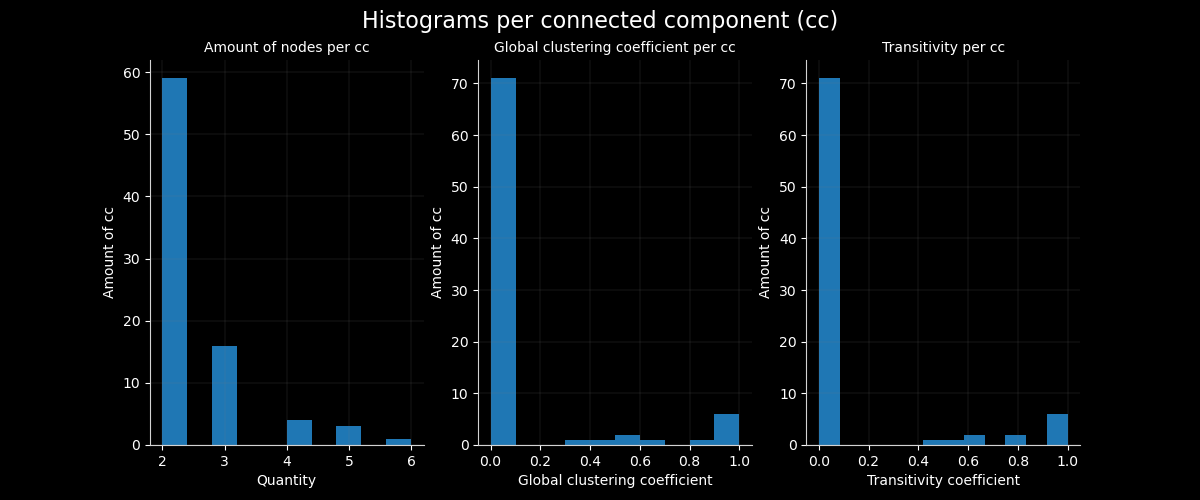 Histograms per connected component (cc)
Amount of nodes per cc
Global clustering coefficient per cc
Transitivity per cc
Amount of cc
60
50
40
30
20
10
0
2 3 4 5 6
Quantity
Amount of cc
70
60
50
40
30
20
10
0
0.0 0.2 0.4 0.6 0.8 1.0
Global clustering coefficient
Amount of cc
70
60
50
40
30
20
10
0
0.0 0.2 0.4 0.6 0.8 1.0
Transitivity coefficient